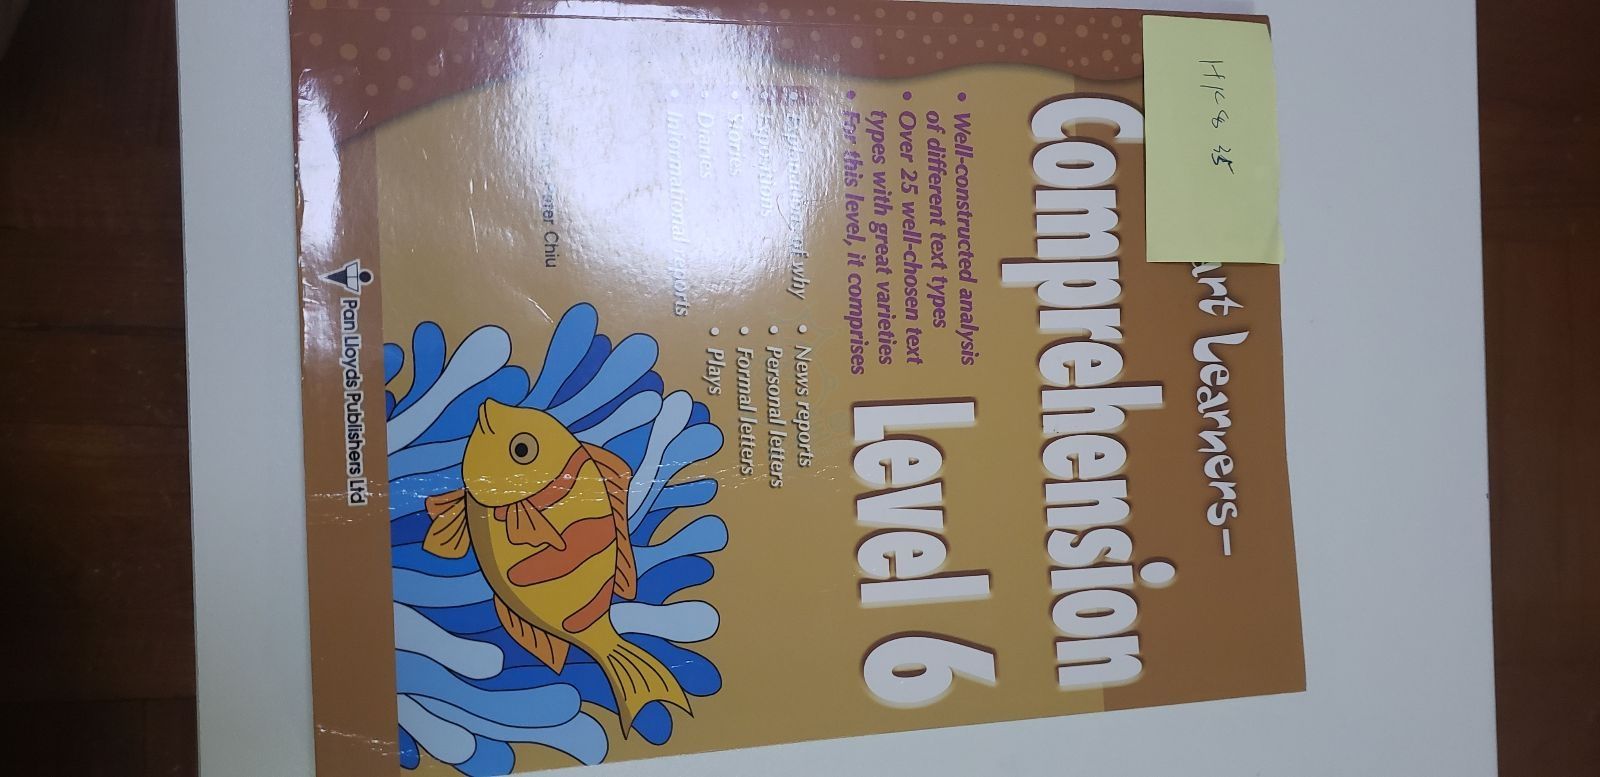 HK$ 35
art Learners–
Comprehension
Level 6
• Well-constructed analysis
of different text types
• Over 25 well-chosen text
types with great varieties
• For this level, it comprises
• Explanations of why
• Expositions
• Stories
• Diaries
• Informational reports
• News reports
• Personal letters
• Formal letters
• Plays
Peter Chiu
Pan Lloyds Publishers Ltd